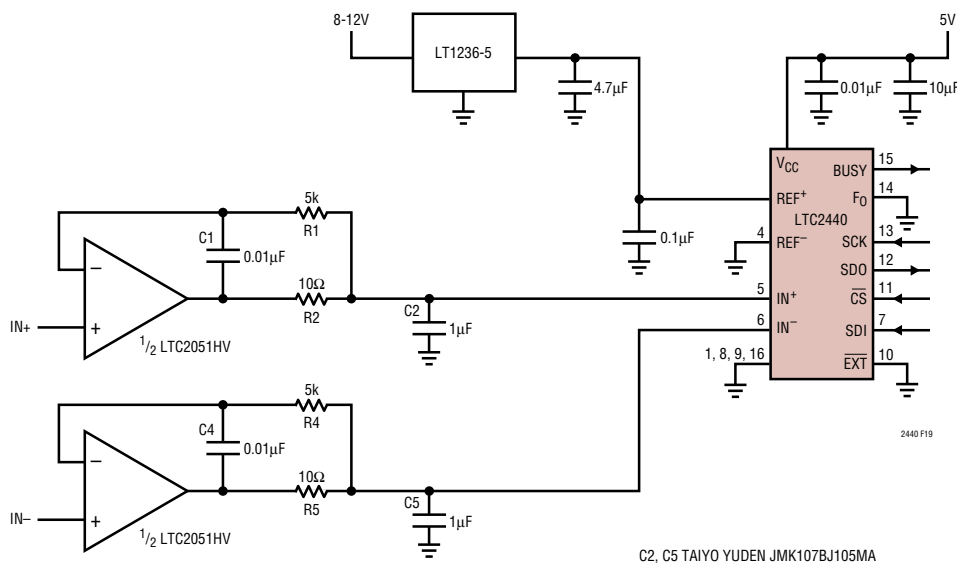 8-12V
LT1236-5
5V
4.7µF
0.01µF
10µF
VCC
BUSY
15
REF+
FO
14
LTC2440
4
REF–
SCK
13
0.1µF
SDO
12
5
IN+
CS
11
6
IN–
SDI
7
1, 8, 9, 16
EXT
10
5k
R1
C1
0.01µF
10Ω
R2
C2
1µF
–
+
IN+
1/2 LTC2051HV
5k
R4
C4
0.01µF
10Ω
R5
C5
1µF
–
+
IN–
1/2 LTC2051HV
2440 F19
C2, C5 TAIYO YUDEN JMK107BJ105MA